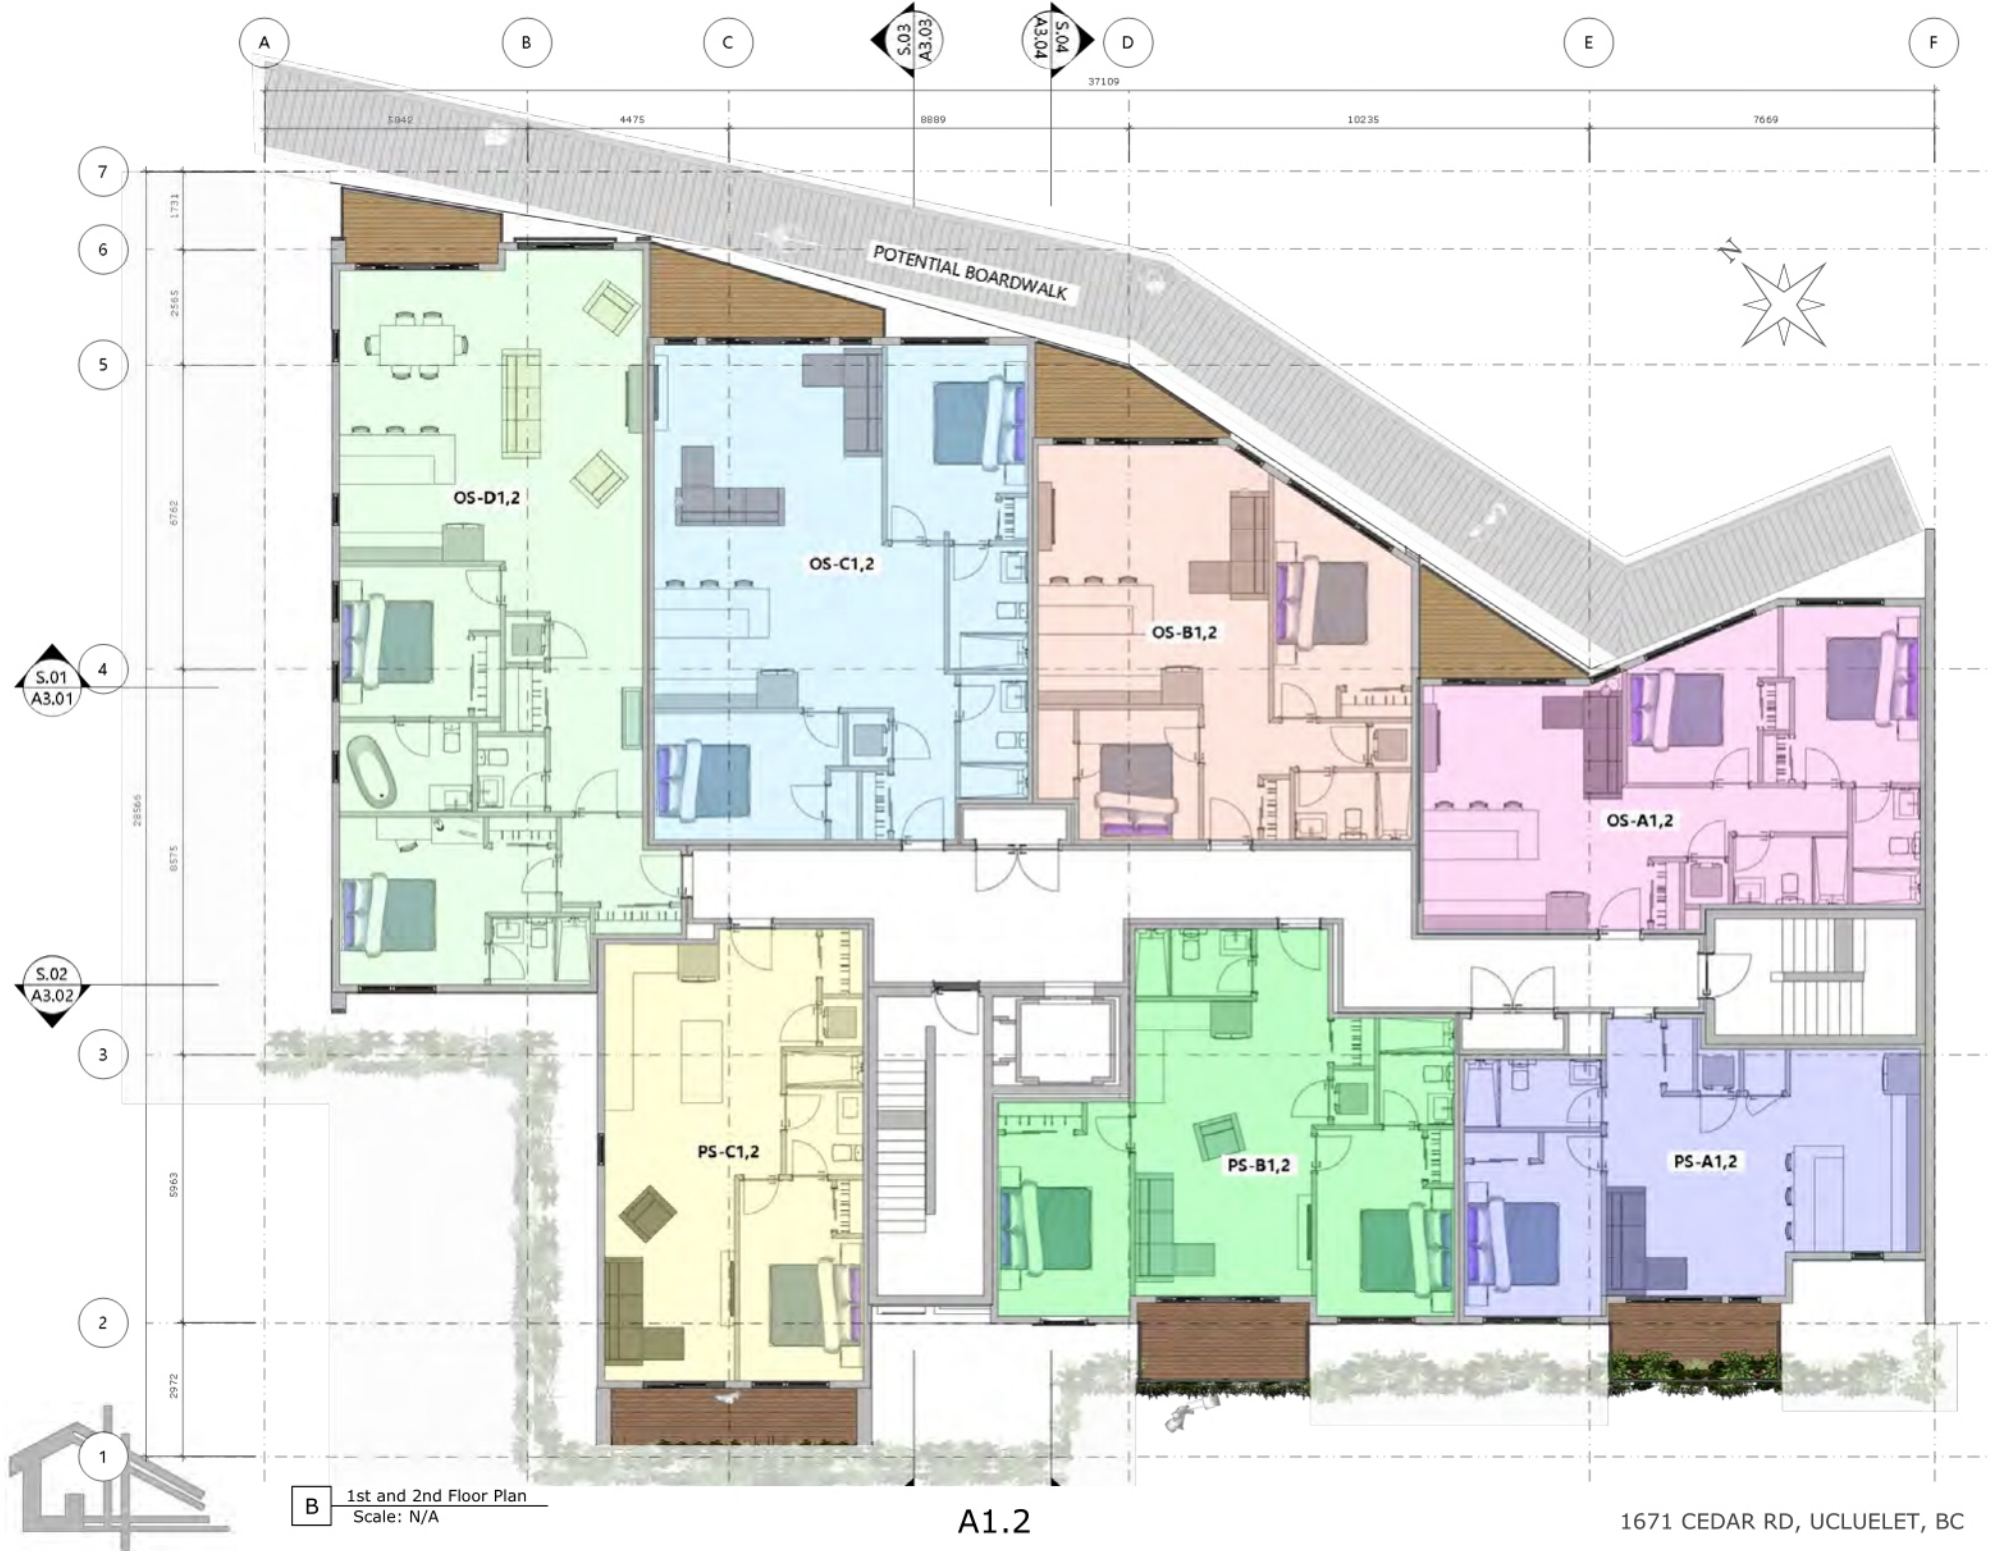 A
B
C
S.03
A3.03
S.04
A3.04
D
E
F
37109
5842
4475
8889
10235
7669
7
1731
6
POTENTIAL BOARDWALK
N
2565
5
6762
OS-D1,2
OS-C1,2
OS-B1,2
4
S.01
A3.01
28566
OS-A1,2
8575
S.02
A3.02
3
PS-C1,2
PS-B1,2
PS-A1,2
5963
2
2972
1
B
1st and 2nd Floor Plan
Scale: N/A
A1.2
1671 CEDAR RD, UCLUELET, BC